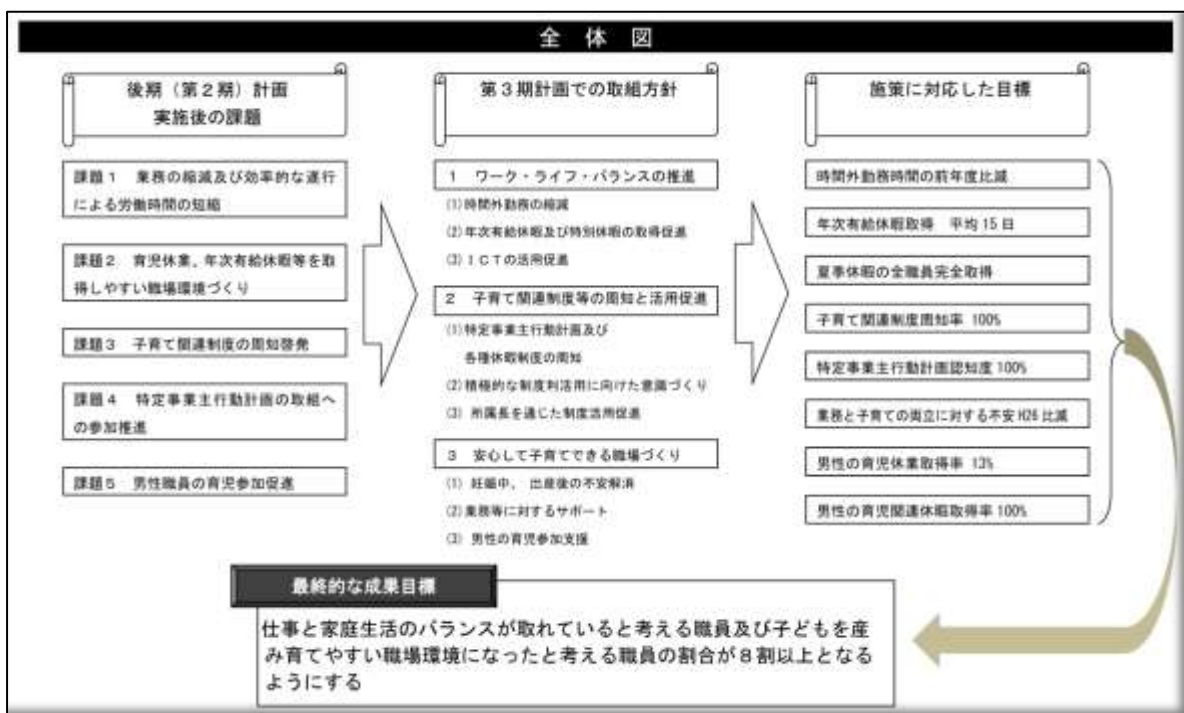 全体図
後期（第２期）計画
実施後の課題
課題１　業務の縮減及び効率的な遂行
による労働時間の短縮
課題２　育児休業、年次有給休暇等を取
得しやすい職場環境づくり
課題３　子育て関連制度の周知啓発
課題４　特定事業主行動計画の取組へ
の参加推進
課題５　男性職員の育児参加促進
第３期計画での取組方針
１　ワーク・ライフ・バランスの推進
(1)時間外勤務の縮減
(2)年次有給休暇及び特別休暇の取得促進
(3)ＩＣＴの活用促進
２　子育て関連制度等の周知と活用促進
(1)特定事業主行動計画及び
各種休暇制度の周知
(2)積極的な制度利活用に向けた意識づくり
(3)　所属長を通じた制度活用促進
３　安心して子育てできる職場づくり
(1)　妊娠中、出産後の不安解消
(2)業務等に対するサポート
(3)　男性の育児参加支援
施策に対応した目標
時間外勤務時間の前年度比減
年次有給休暇取得　平均15日
夏季休暇の全職員完全取得
子育て関連制度周知率 100%
特定事業主行動計画認知度 100%
業務と子育ての両立に対する不安 H26 比減
男性の育児休業取得率 13%
男性の育児関連休暇取得率 100%
最終的な成果目標
仕事と家庭生活のバランスが取れていると考える職員及び子どもを産
み育てやすい職場環境になったと考える職員の割合が８割以上となる
ようにする